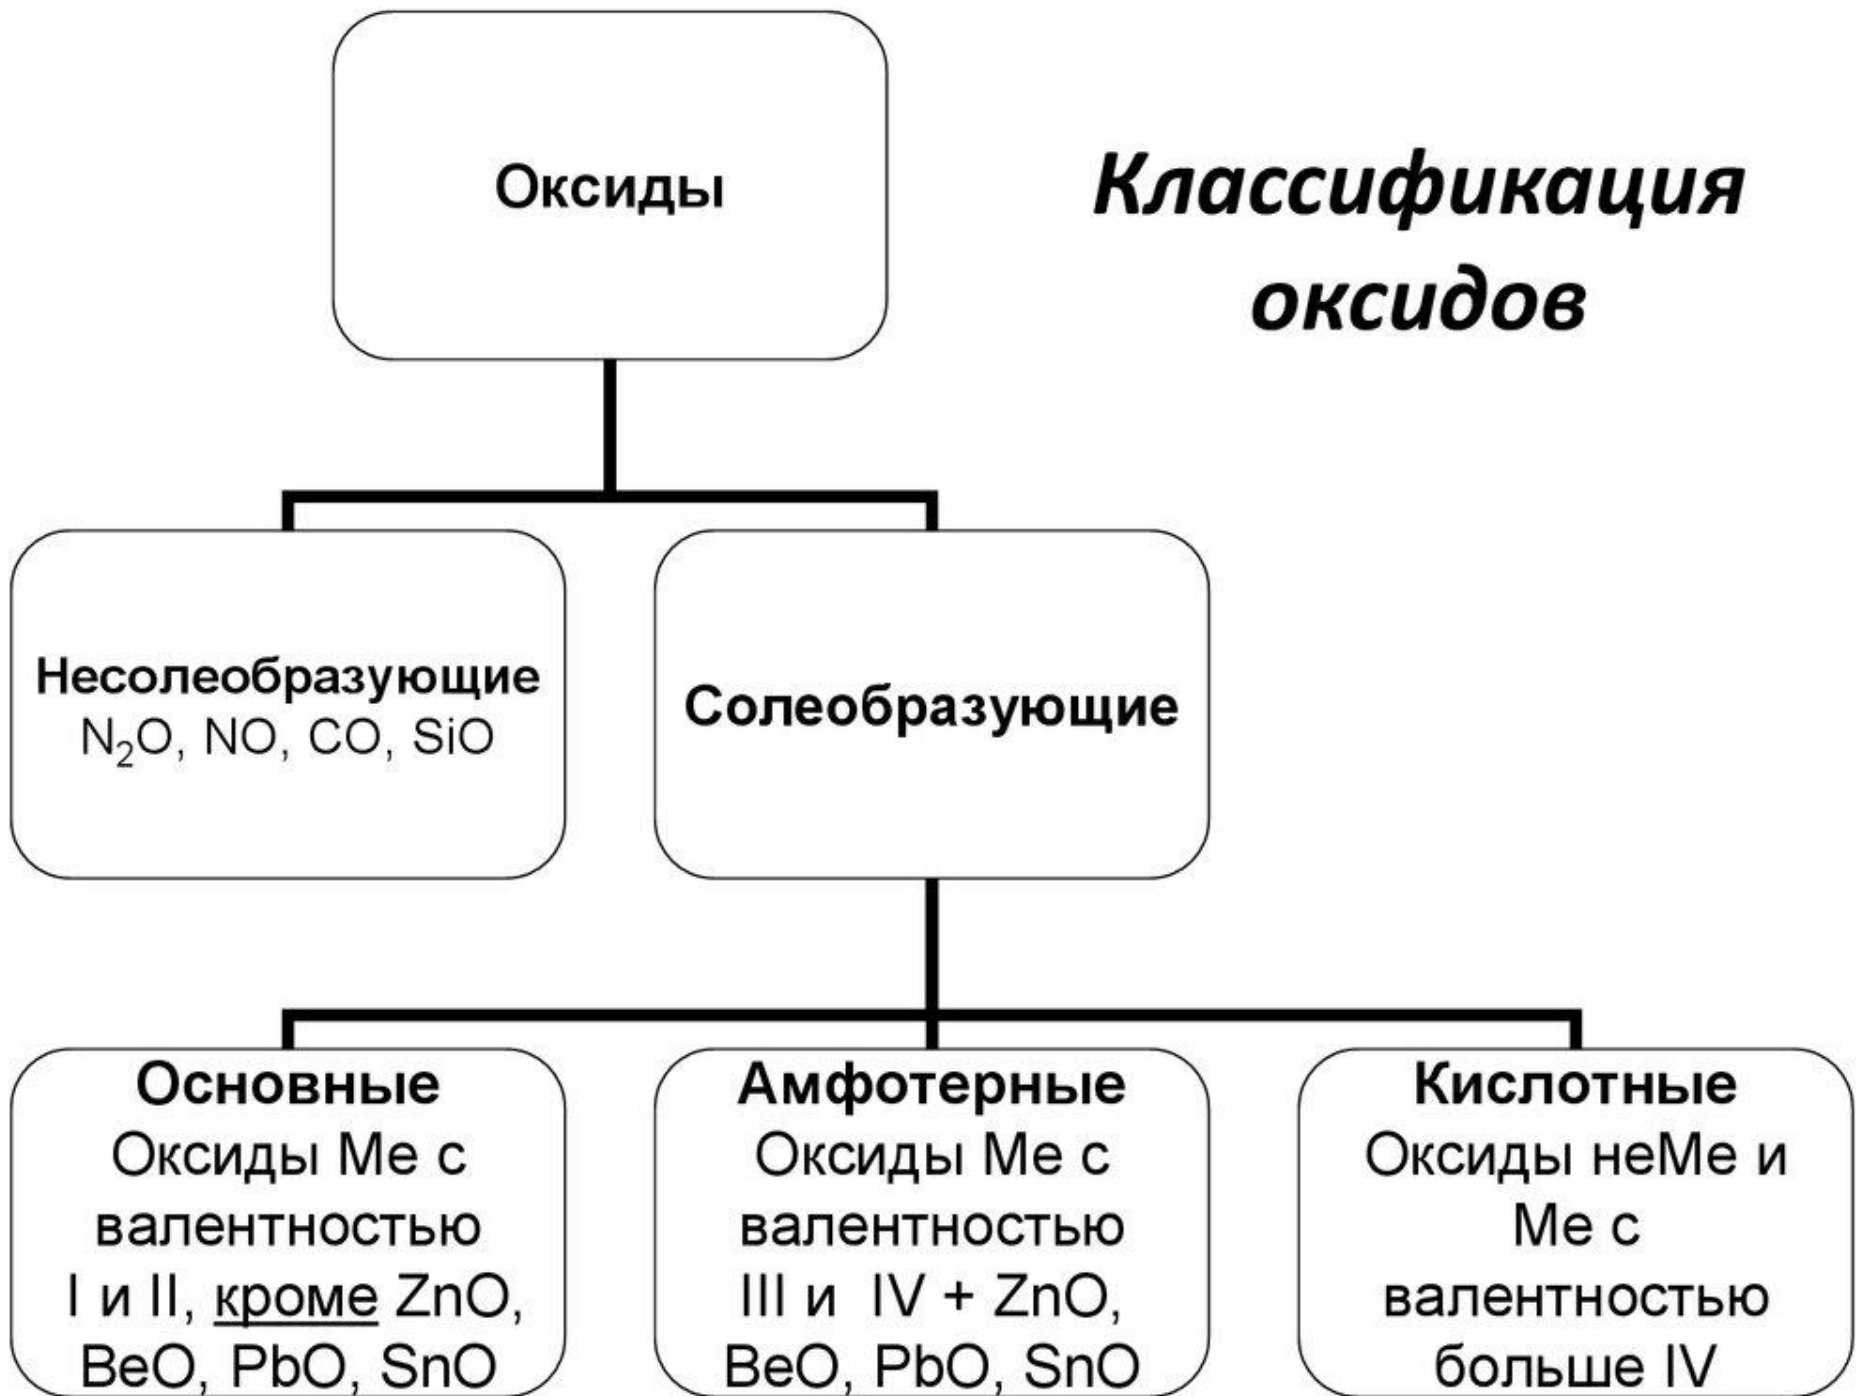 Оксиды
Классификация
оксидов
Несолеобразующие
N₂O, NO, CO, SiO
Солеобразующие
Основные
Оксиды Ме с
валентностью
I и II, кроме ZnO,
BeO, PbO, SnO
Амфотерные
Оксиды Ме с
валентностью
III и IV + ZnO,
BeO, PbO, SnO
Кислотные
Оксиды неМе и
Ме с
валентностью
больше IV